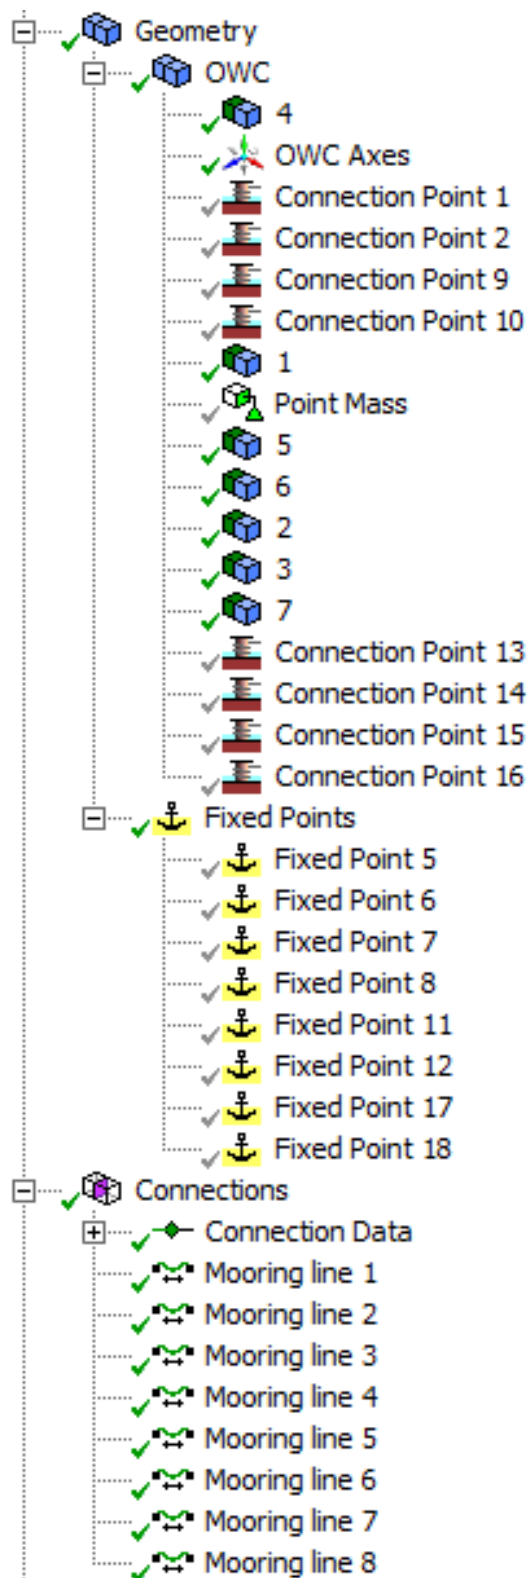 Geometry
OWC
4
OWC Axes
Connection Point 1
Connection Point 2
Connection Point 9
Connection Point 10
1
Point Mass
5
6
2
3
7
Connection Point 13
Connection Point 14
Connection Point 15
Connection Point 16
Fixed Points
Fixed Point 5
Fixed Point 6
Fixed Point 7
Fixed Point 8
Fixed Point 11
Fixed Point 12
Fixed Point 17
Fixed Point 18
Connections
Connection Data
Mooring line 1
Mooring line 2
Mooring line 3
Mooring line 4
Mooring line 5
Mooring line 6
Mooring line 7
Mooring line 8